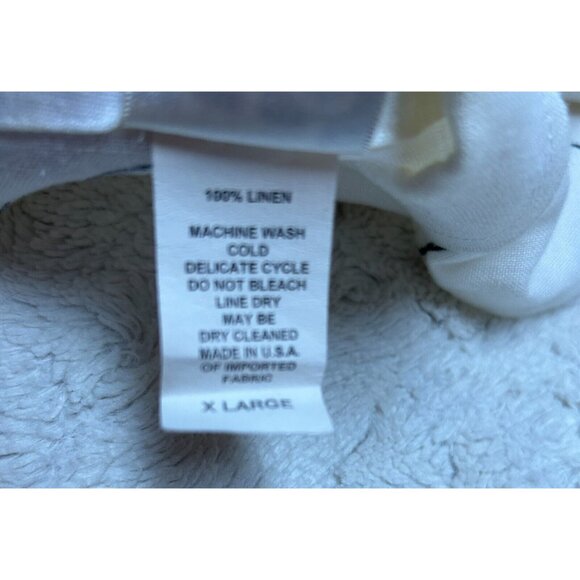 100% LINEN
MACHINE WASH
COLD
DELICATE CYCLE
DO NOT BLEACH
LINE DRY
MAY BE
DRY CLEANED
MADE IN U.S.A.
OF IMPORTED
FABRIC
X LARGE